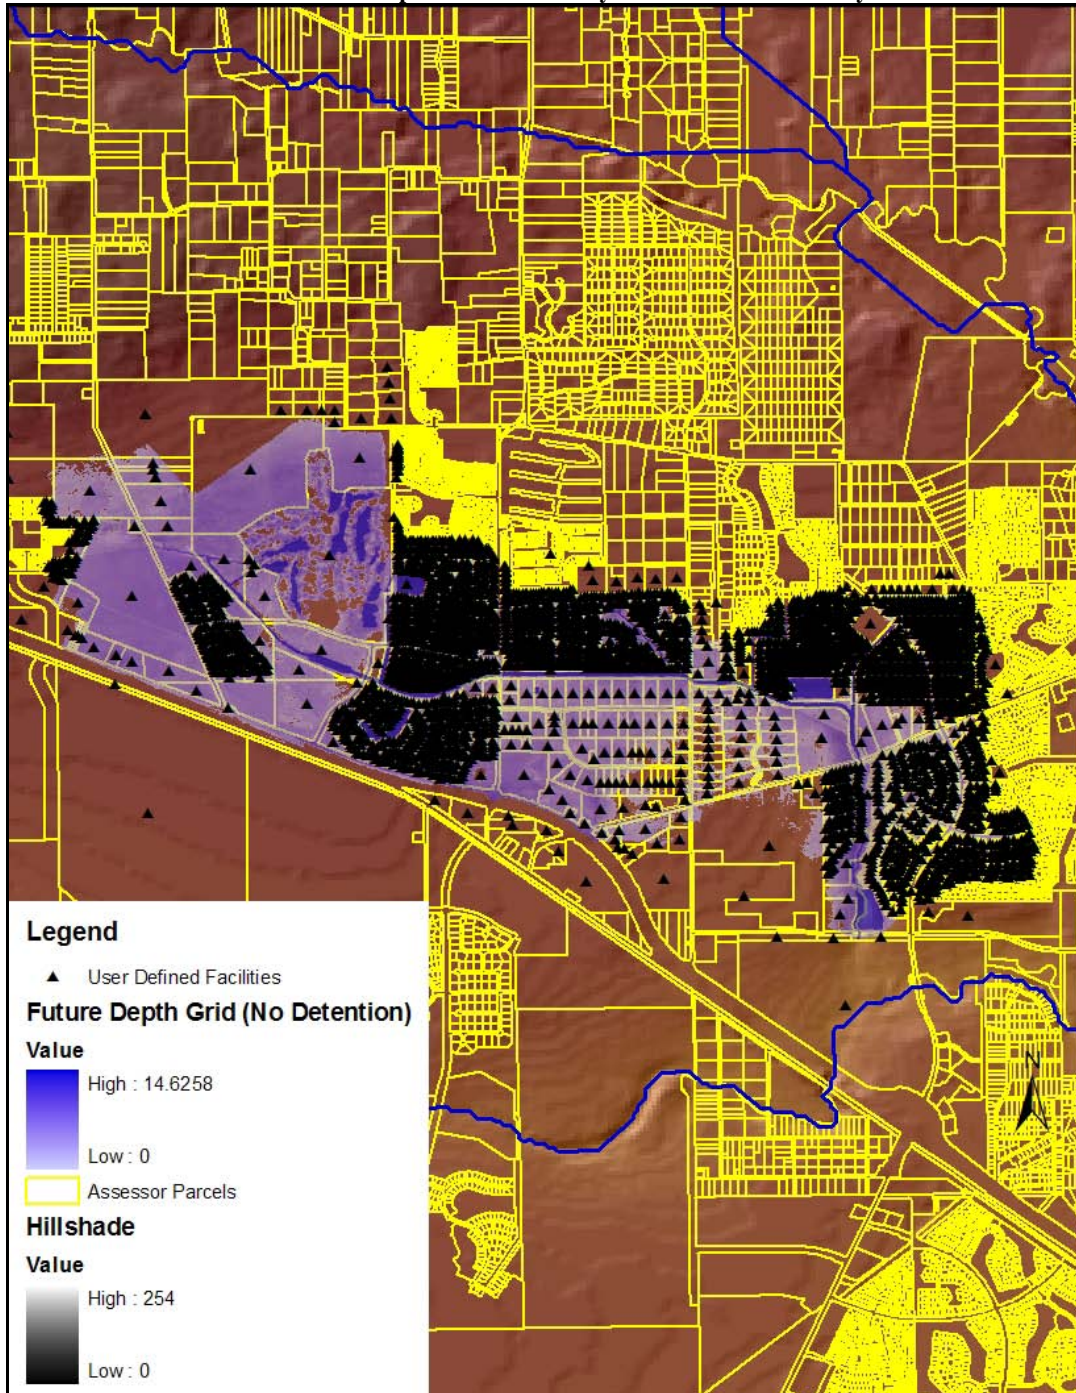 Legend
User Defined Facilities
Future Depth Grid (No Detention)
Value
High : 14.6258
Low : 0
Assessor Parcels
Hillshade
Value
High : 254
Low : 0
N